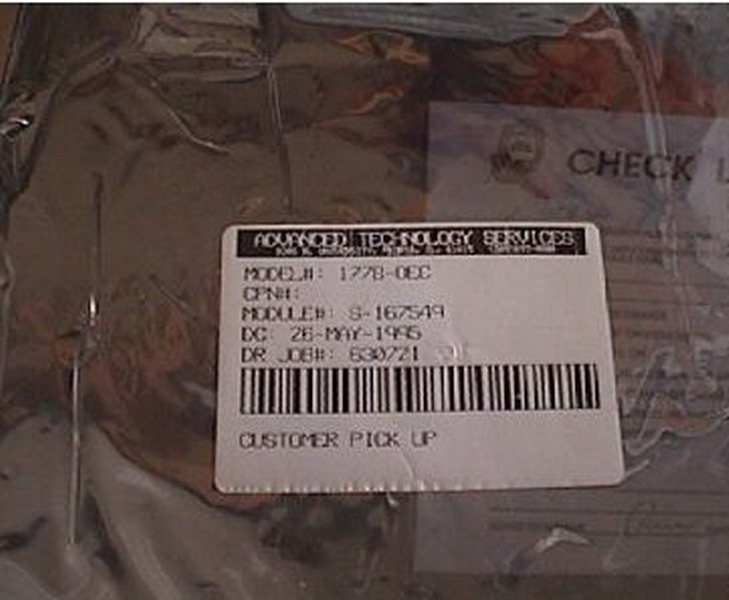 CHECK L
ADVANCED TECHNOLOGY SERVICES
MODEL#: 1778-OEC
CPN#:
MODULE#: S-167549
DC: 26-MAY-1995
DR JOB#: 630721
CUSTOMER PICK UP